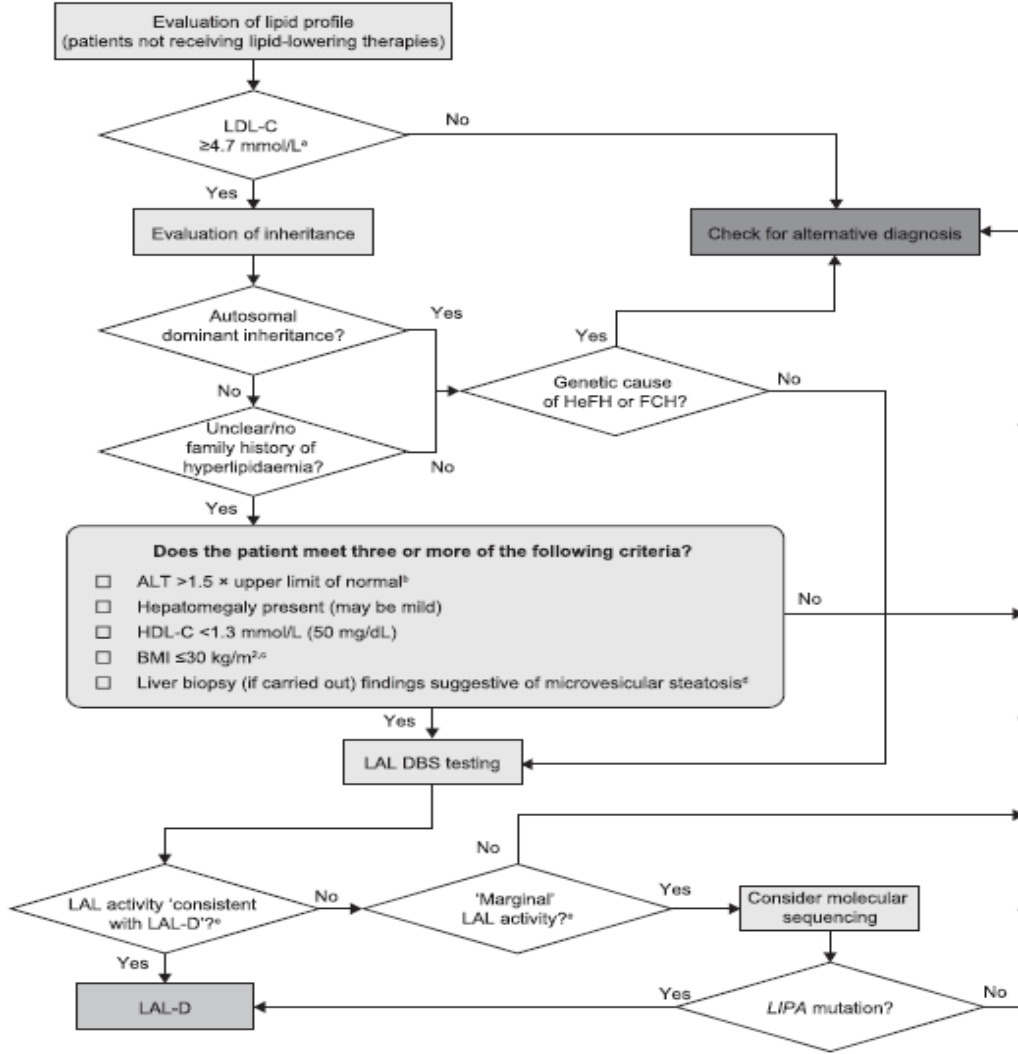 Evaluation of lipid profile
(patients not receiving lipid-lowering therapies)
LDL-C
≥4.7 mmol/Lᵃ
No
Yes
Evaluation of inheritance
Check for alternative diagnosis
Autosomal
dominant inheritance?
Yes
No
Unclear/no
family history of
hyperlipidaemia?
No
Yes
Genetic cause
of HeFH or FCH?
Yes
No
Does the patient meet three or more of the following criteria?
☐ ALT >1.5 × upper limit of normalᵇ
☐ Hepatomegaly present (may be mild)
☐ HDL-C <1.3 mmol/L (50 mg/dL)
☐ BMI ≤30 kg/m²,ᶜ
☐ Liver biopsy (if carried out) findings suggestive of microvesicular steatosisᵈ
No
Yes
LAL DBS testing
LAL activity 'consistent
with LAL-D'?ᵉ
No
Yes
'Marginal'
LAL activity?ᵉ
No
Yes
Consider molecular
sequencing
LAL-D
Yes
LIPA mutation?
No